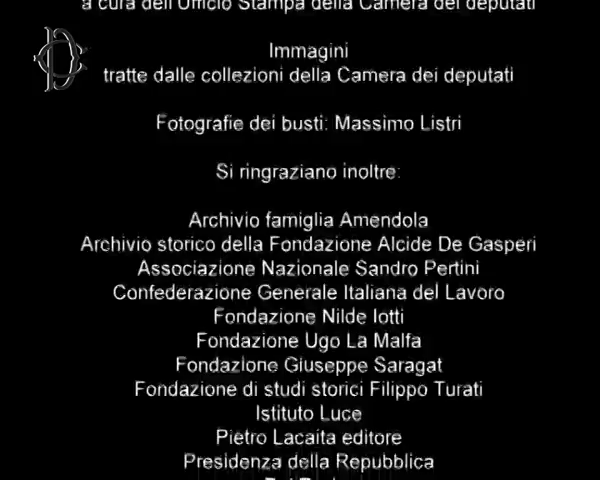 a cura dell'Ufficio Stampa della Camera dei deputati
Immagini
tratte dalle collezioni della Camera dei deputati
Fotografie dei busti: Massimo Listri
Si ringraziano inoltre:
Archivio famiglia Amendola
Archivio storico della Fondazione Alcide De Gasperi
Associazione Nazionale Sandro Pertini
Confederazione Generale Italiana del Lavoro
Fondazione Nilde Iotti
Fondazione Ugo La Malfa
Fondazione Giuseppe Saragat
Fondazione di studi storici Filippo Turati
Istituto Luce
Pietro Lacaita editore
Presidenza della Repubblica